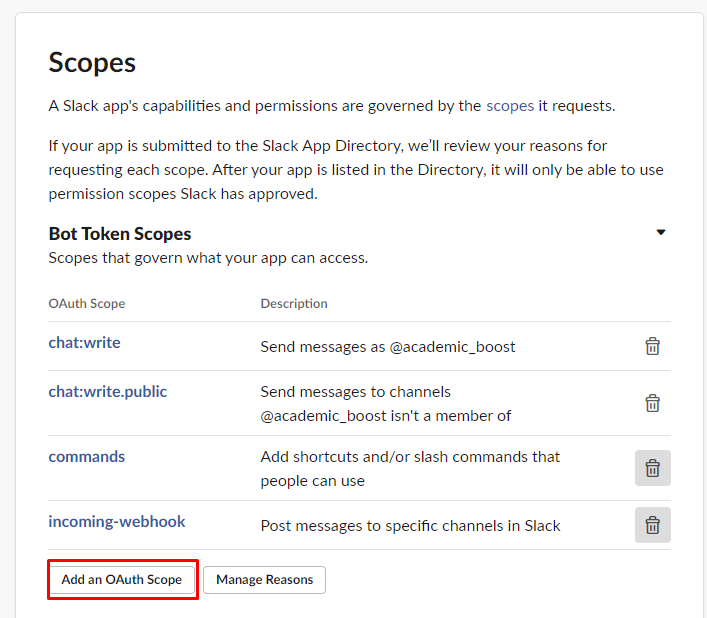 Scopes
A Slack app's capabilities and permissions are governed by the scopes it requests.
If your app is submitted to the Slack App Directory, we’ll review your reasons for
requesting each scope. After your app is listed in the Directory, it will only be able to use
permission scopes Slack has approved.
Bot Token Scopes
Scopes that govern what your app can access.
OAuth Scope Description
chat:write Send messages as @academic_boost
chat:write.public Send messages to channels
@academic_boost isn't a member of
commands Add shortcuts and/or slash commands that
people can use
incoming-webhook Post messages to specific channels in Slack
Add an OAuth Scope Manage Reasons